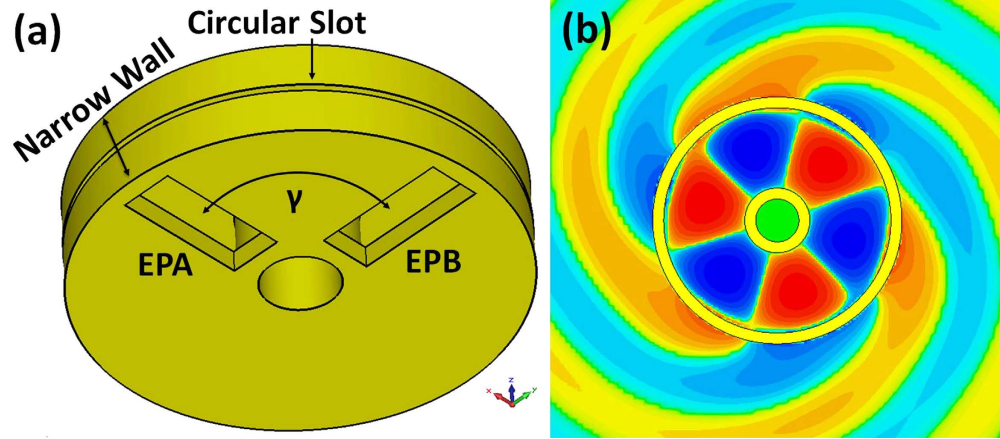 (a)
Circular Slot
Narrow Wall
γ
EPA
EPB
x
z
y
(b)